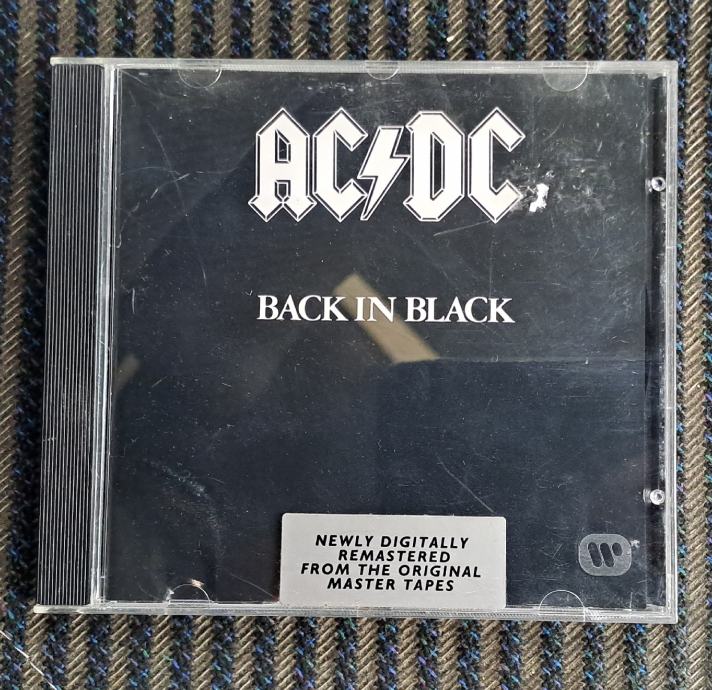 AC⚡DC
BACK IN BLACK
NEWLY DIGITALLY
REMASTERED
FROM THE ORIGINAL
MASTER TAPES